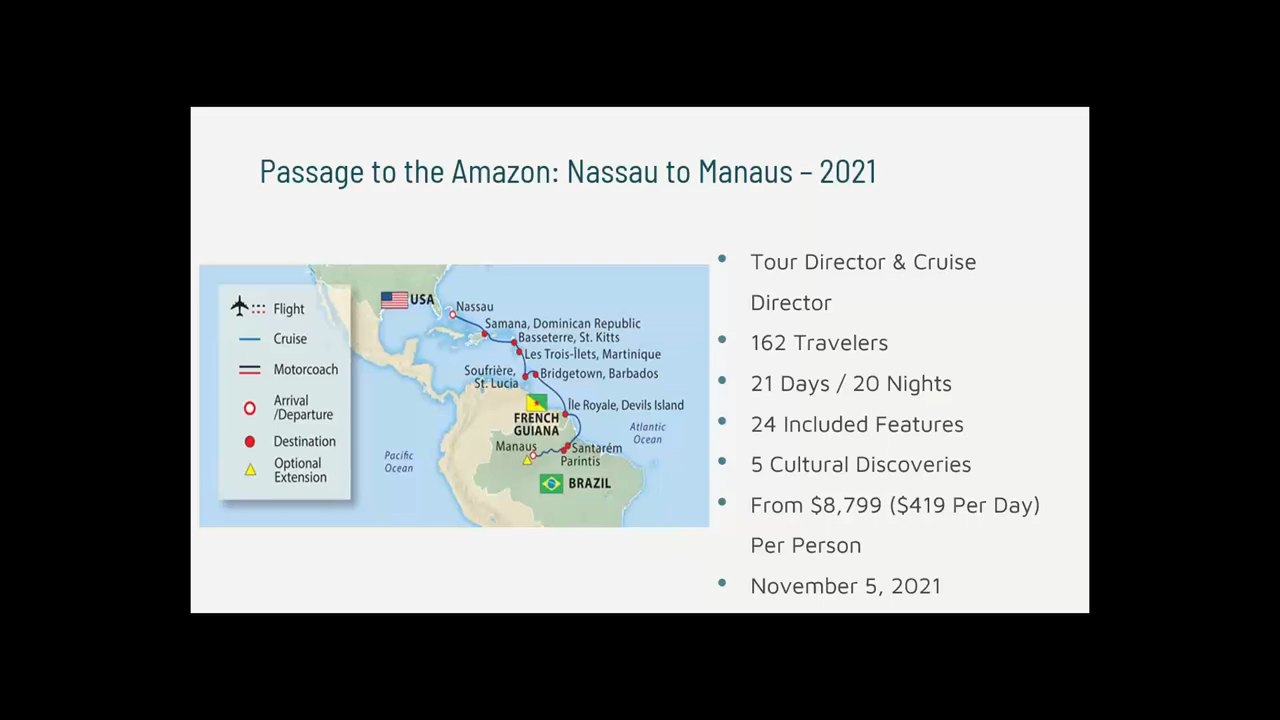 Passage to the Amazon: Nassau to Manaus – 2021
Flight
Cruise
Motorcoach
Arrival
/Departure
Destination
Optional
Extension
USA
Nassau
Samana, Dominican Republic
Basseterre, St. Kitts
Les Trois-Îlets, Martinique
Soufrière,
St. Lucia
Bridgetown, Barbados
Île Royale, Devils Island
FRENCH
GUIANA
Atlantic
Ocean
Manaus
Santarém
Parintis
Pacific
Ocean
BRAZIL
• Tour Director & Cruise
Director
• 162 Travelers
• 21 Days / 20 Nights
• 24 Included Features
• 5 Cultural Discoveries
• From $8,799 ($419 Per Day)
Per Person
• November 5, 2021